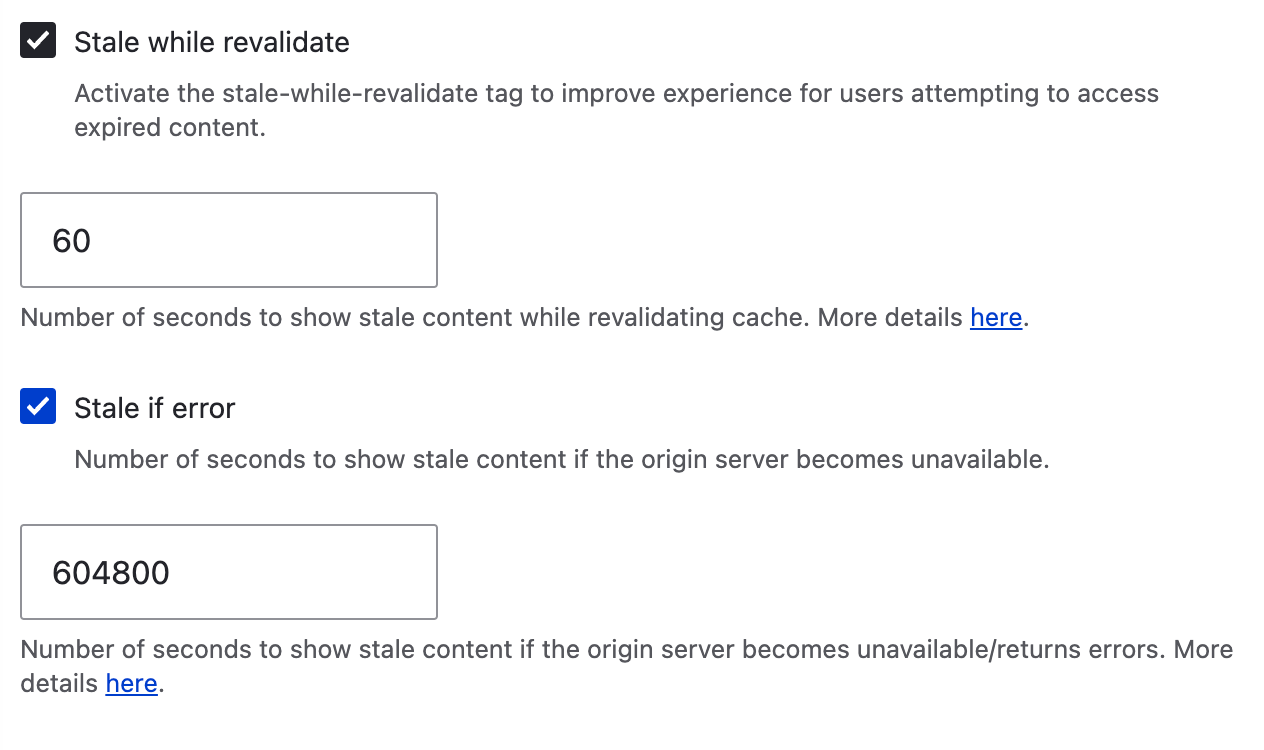 Stale while revalidate
Activate the stale-while-revalidate tag to improve experience for users attempting to access
expired content.
60
Number of seconds to show stale content while revalidating cache. More details here.
Stale if error
Number of seconds to show stale content if the origin server becomes unavailable.
604800
Number of seconds to show stale content if the origin server becomes unavailable/returns errors. More
details here.